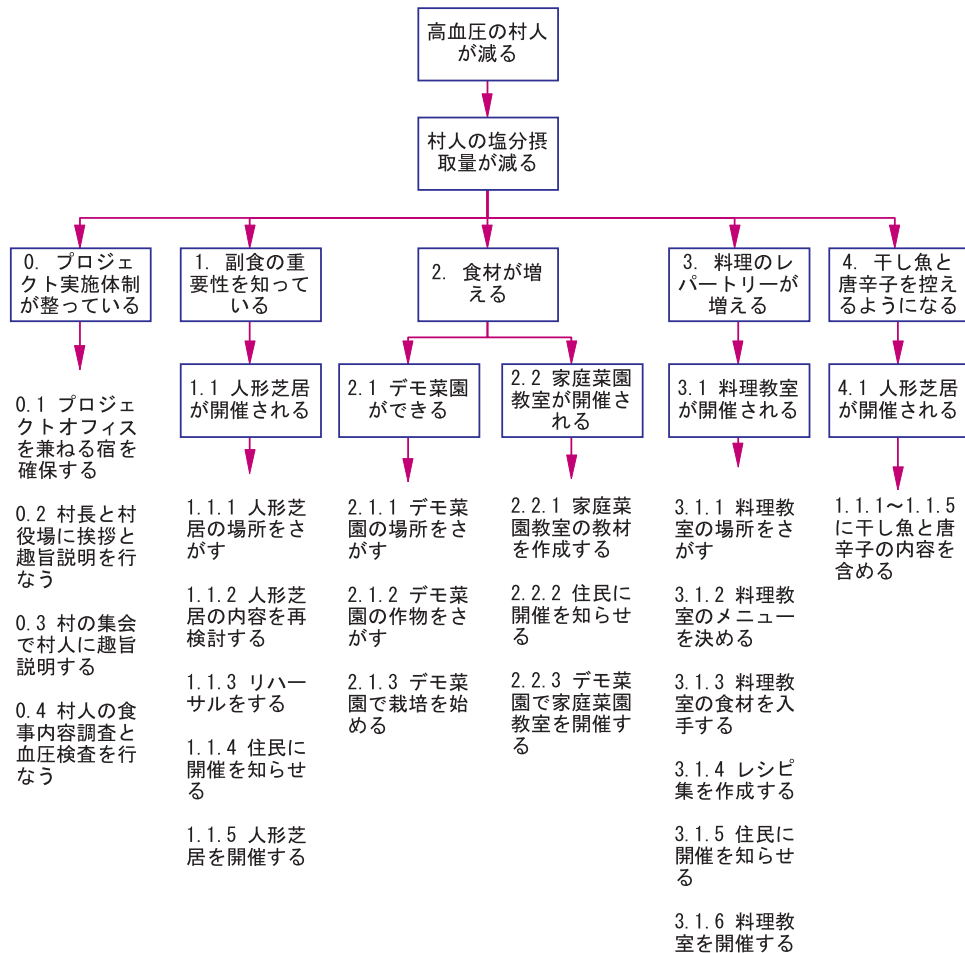 高血圧の村人
が減る
村人の塩分摂
取量が減る
0. プロジェ
クト実施体制
が整っている
1. 副食の重
要性を知って
いる
2. 食材が増
える
3. 料理のレ
パートリーが
増える
4. 干し魚と
唐辛子を控え
るようになる
1.1 人形芝居
が開催される
2.1 デモ菜園
ができる
2.2 家庭菜園
教室が開催さ
れる
3.1 料理教室
が開催される
4.1 人形芝居
が開催される
0.1 プロジェ
クトオフィス
を兼ねる宿を
確保する
0.2 村長と村
役場に挨拶と
趣旨説明を行
なう
0.3 村の集会
で村人に趣旨
説明する
0.4 村人の食
事内容調査と
血圧検査を行
なう
1.1.1 人形芝
居の場所をさ
がす
1.1.2 人形芝
居の内容を再
検討する
1.1.3 リハー
サルをする
1.1.4 住民に
開催を知らせ
る
1.1.5 人形芝
居を開催する
2.1.1 デモ菜
園の場所をさ
がす
2.1.2 デモ菜
園の作物をさ
がす
2.1.3 デモ菜
園で栽培を始
める
2.2.1 家庭菜
園教室の教材
を作成する
2.2.2 住民に
開催を知らせ
る
2.2.3 デモ菜
園で家庭菜園
教室を開催す
る
3.1.1 料理教
室の場所をさ
がす
3.1.2 料理教
室のメニュー
を決める
3.1.3 料理教
室の食材を入
手する
3.1.4 レシピ
集を作成する
3.1.5 住民に
開催を知らせ
る
3.1.6 料理教
室を開催する
1.1.1～1.1.5
に干し魚と唐
辛子の内容を
含める